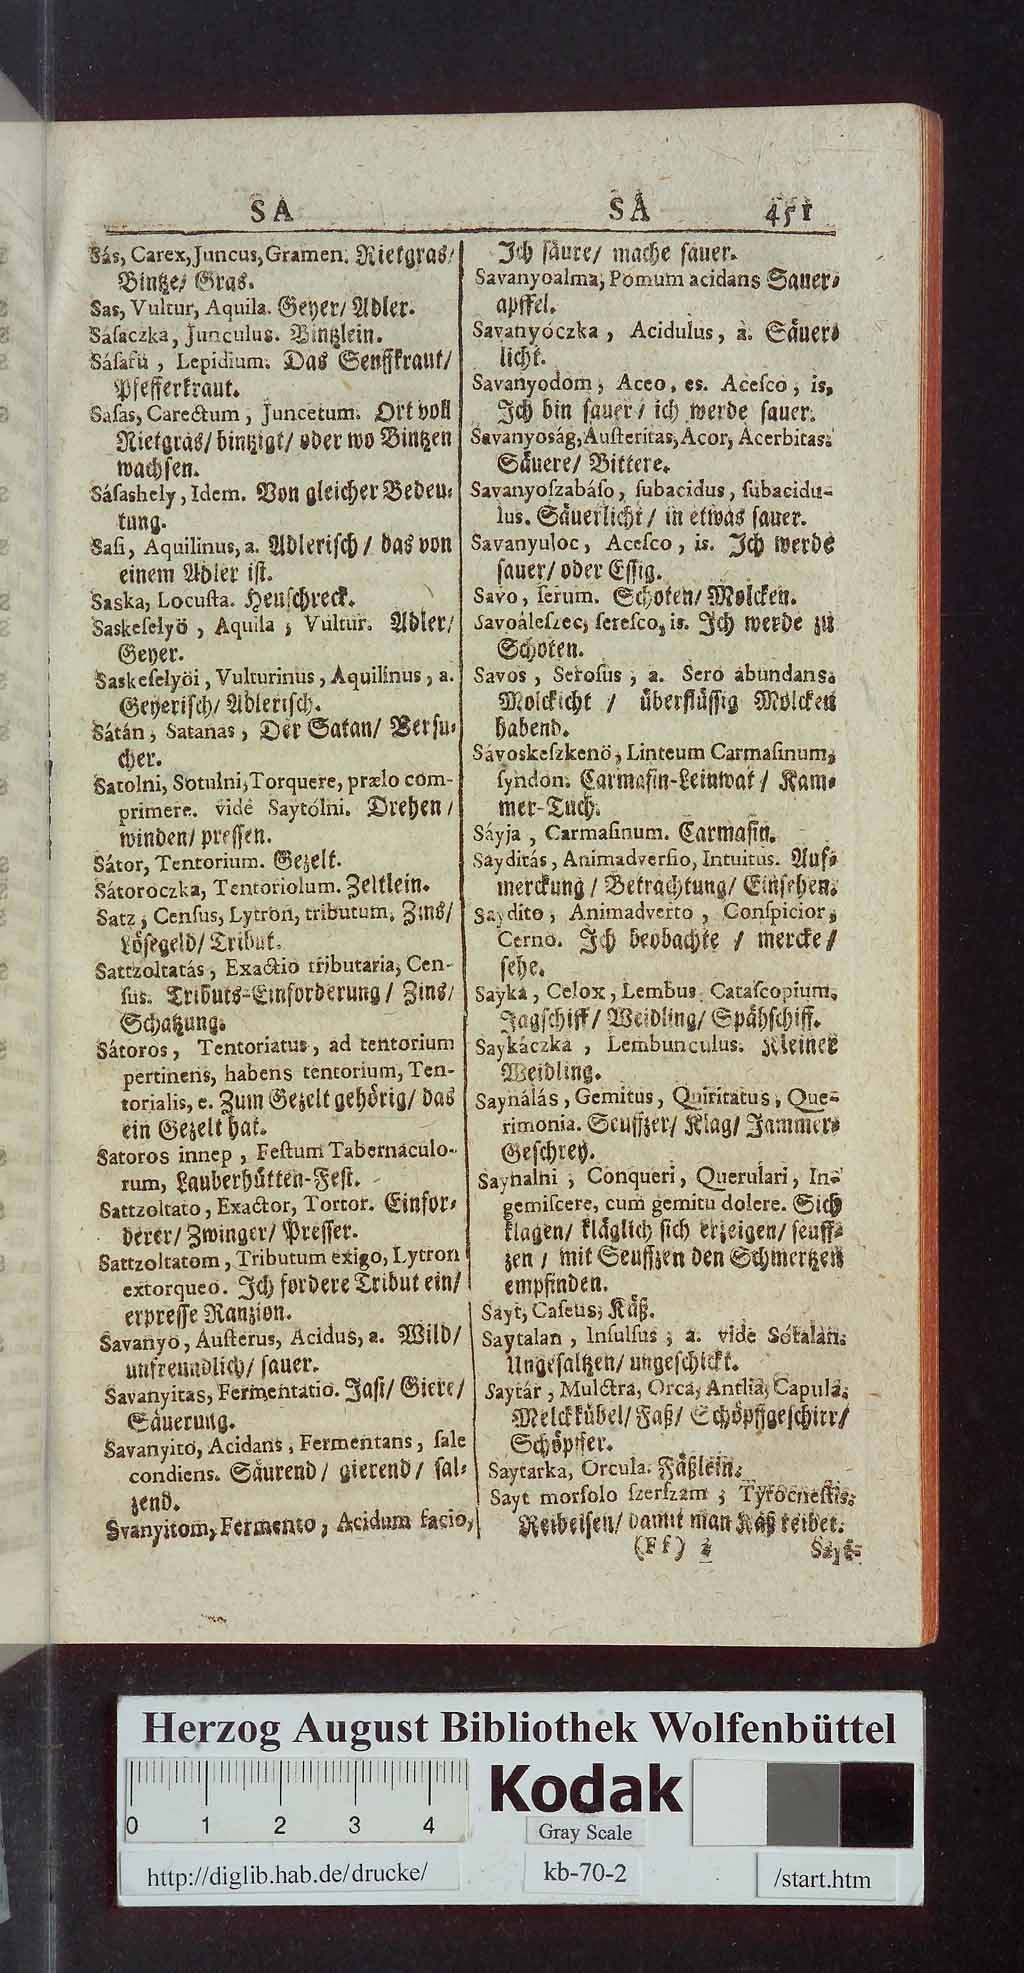 SA
SA 451
Sás, Carex, Juncus, Gramen. Rietgras/
Bintze/ Gras.
Sas, Vultur, Aquila. Geyer/ Adler.
Sásaczka, Junculus. Bintzlein.
Sásafü, Lepidium. Das Senffkraut/
Pfefferkraut.
Sasas, Carectum, Juncetum. Ort voll
Rietgras/ bintzigt/ oder wo Bintzen
wachsen.
Sásashely, Idem. Von gleicher Bedeu-
tung.
Sasi, Aquilinus, a. Adlerisch/ das von
einem Adler ist.
Saska, Locusta. Heuschreck.
Saskeselyö, Aquila, Vultur. Adler/
Geyer.
Saskeselyöi, Vulturinus, Aquilinus, a.
Geyerisch/ Adlerisch.
Sátán, Satanas, Der Satan/ Versu-
cher.
Satólni, Sotulni, Torquere, prælo com-
primere. vide Saytólni. Drehen/
winden/ pressen.
Sátor, Tentorium. Gezelt.
Sátoroczka, Tentoriolum. Zeltlein.
Satz, Census, Lytron, tributum. Zins/
Lösegeld/ Tribut.
Sattzoltatás, Exactio tributaria, Cen-
sus. Tributs-Einforderung/ Zins/
Schatzung.
Sátoros, Tentoriatus, ad tentorium
pertinens, habens tentorium, Ten-
torialis, e. Zum Gezelt gehörig/ das
ein Gezelt hat.
Satoros innep, Festum Tabernaculo-
rum, Lauberhütten-Fest.
Sattzoltato, Exactor, Tortor. Einfor-
derer/ Zwinger/ Presser.
Sattzoltatom, Tributum exigo, Lytron
extorqueo. Ich fordere Tribut ein/
erpresse Ranzion.
Savanyo, Austerus, Acidus, a. Wild/
unfreundlich/ sauer.
Savanyitas, Fermentatio. Jast/ Giere/
Säuerung.
Savanyitó, Acidans, Fermentans, sale
condiens. Säurend/ gierend/ sal-
zend.
Svanyitom, Fermento, Acidum facio,
Ich säure/ mache sauer.
Savanyoalma, Pomum acidans Sauer-
apffel.
Savanyóczka, Acidulus, a. Säuer-
licht.
Savanyodom, Aceo, es. Acesco, is,
Ich bin sauer/ ich werde sauer.
Savanyoság, Austeritas, Acor, Acerbitas.
Säuere/ Bittere.
Savanyoszabáso, subacidus, subacidu-
lus. Säuerlicht/ in etwas sauer.
Savanyuloc, Acesco, is. Ich werde
sauer/ oder Essig.
Savo, serum. Schoten/ Molcken.
Savoáleszec, seresco, is. Ich werde zu
Schoten.
Savos, Serosus, a. Sero abundans.
Molckicht / überflüssig Molcken
habend.
Sávoskeszkenö, Linteum Carmasinum,
syndon. Carmasin-Leinwat/ Kam-
mer-Tuch.
Sáyja, Carmasinum. Carmasin.
Sayditás, Animadversio, Intuitus. Auf-
merckung/ Betrachtung/ Einsehen.
Saydito, Animadverto, Conspicior,
Cerno. Ich beobachte / mercke/
sehe.
Sayka, Celox, Lembus, Catascopium,
Jagschiff/ Weidling/ Spähschiff.
Saykáczka, Lembunculus. Kleiner
Weidling.
Saynálás, Gemitus, Quiritatus, Que-
rimonia. Seuffzer/ Klag/ Jammer-
Geschrey.
Saynalni, Conqueri, Querulari, In-
gemiscere, cum gemitu dolere. Sich
klagen/ kläglich sich erzeigen/ seuff-
zen/ mit Seuffzen den Schmertzen
empfinden.
Sayt, Caseus, Käß.
Saytalan, Insulsus, a. vide Sótalan.
Ungesaltzen/ ungeschickt.
Saytár, Mulctra, Orca, Antlia, Capula.
Melckkübel/ Faß/ Schöpffgeschirr/
Schöpffer.
Saytarka, Orcula. Fäßlein.
Sayt morsolo szerszam, Tyrocnestis.
Reibeisen/ damit man Käß reibet.
(Ff) 2 Sayt-
Herzog August Bibliothek Wolfenbüttel
0 1 2 3 4
Kodak
Gray Scale
http://diglib.hab.de/drucke/
kb-70-2
/start.htm